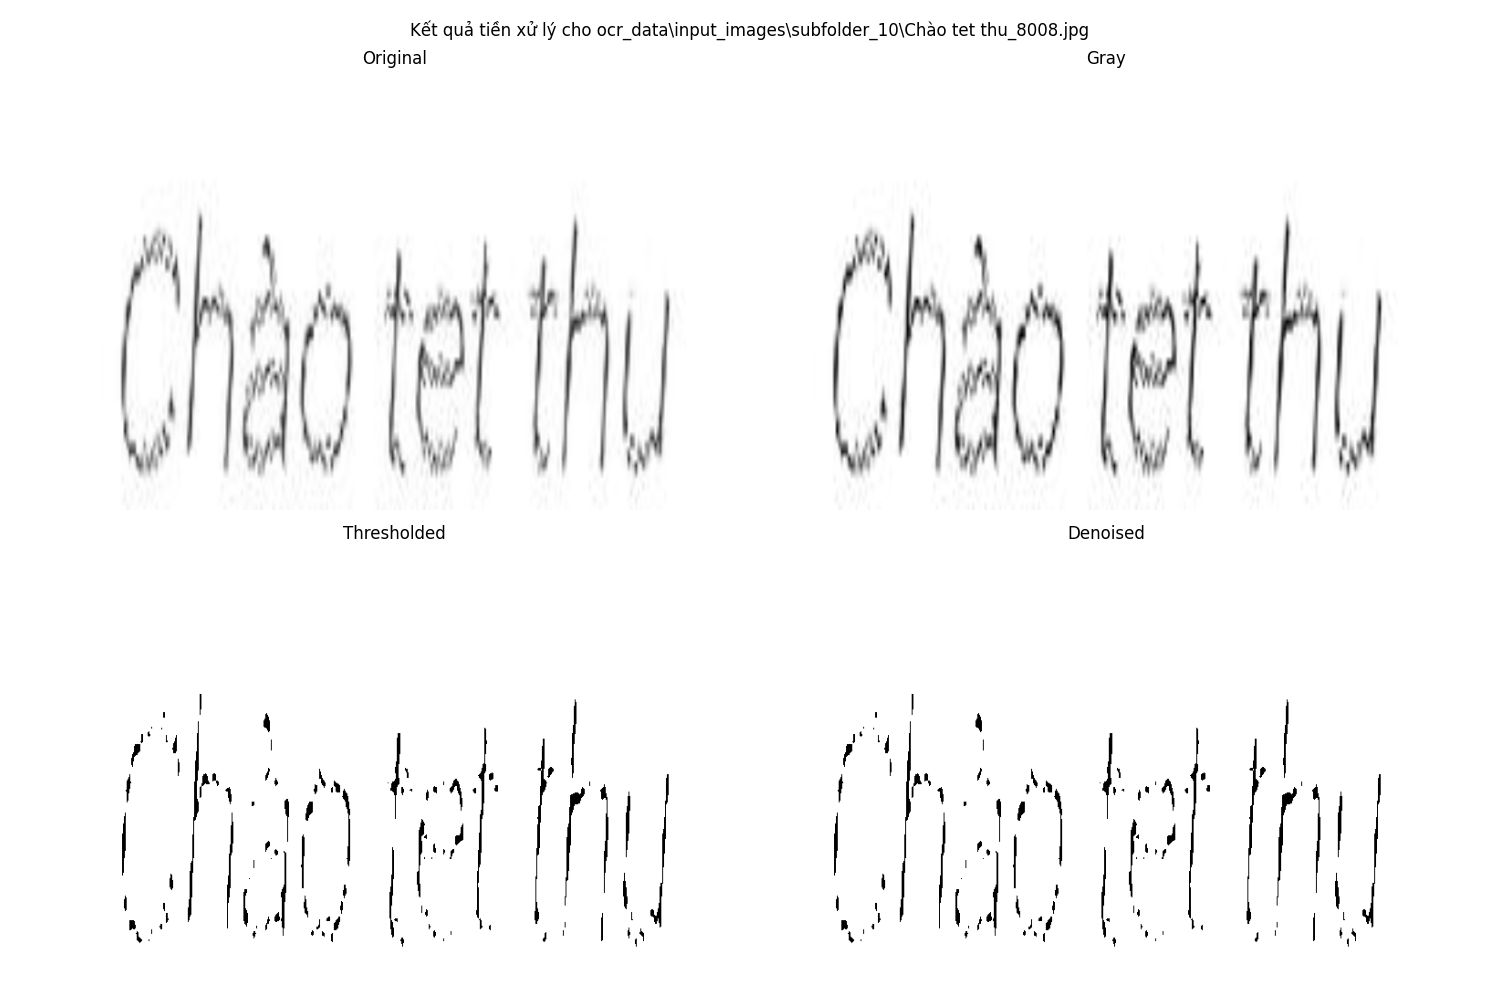 Kết quả tiền xử lý cho ocr_data\input_images\subfolder_10\Chào tet thu_8008.jpg
Original
Gray
Chào tet thu
Chào tet thu
Thresholded
Denoised
Chào tet thu
Chào tet thu